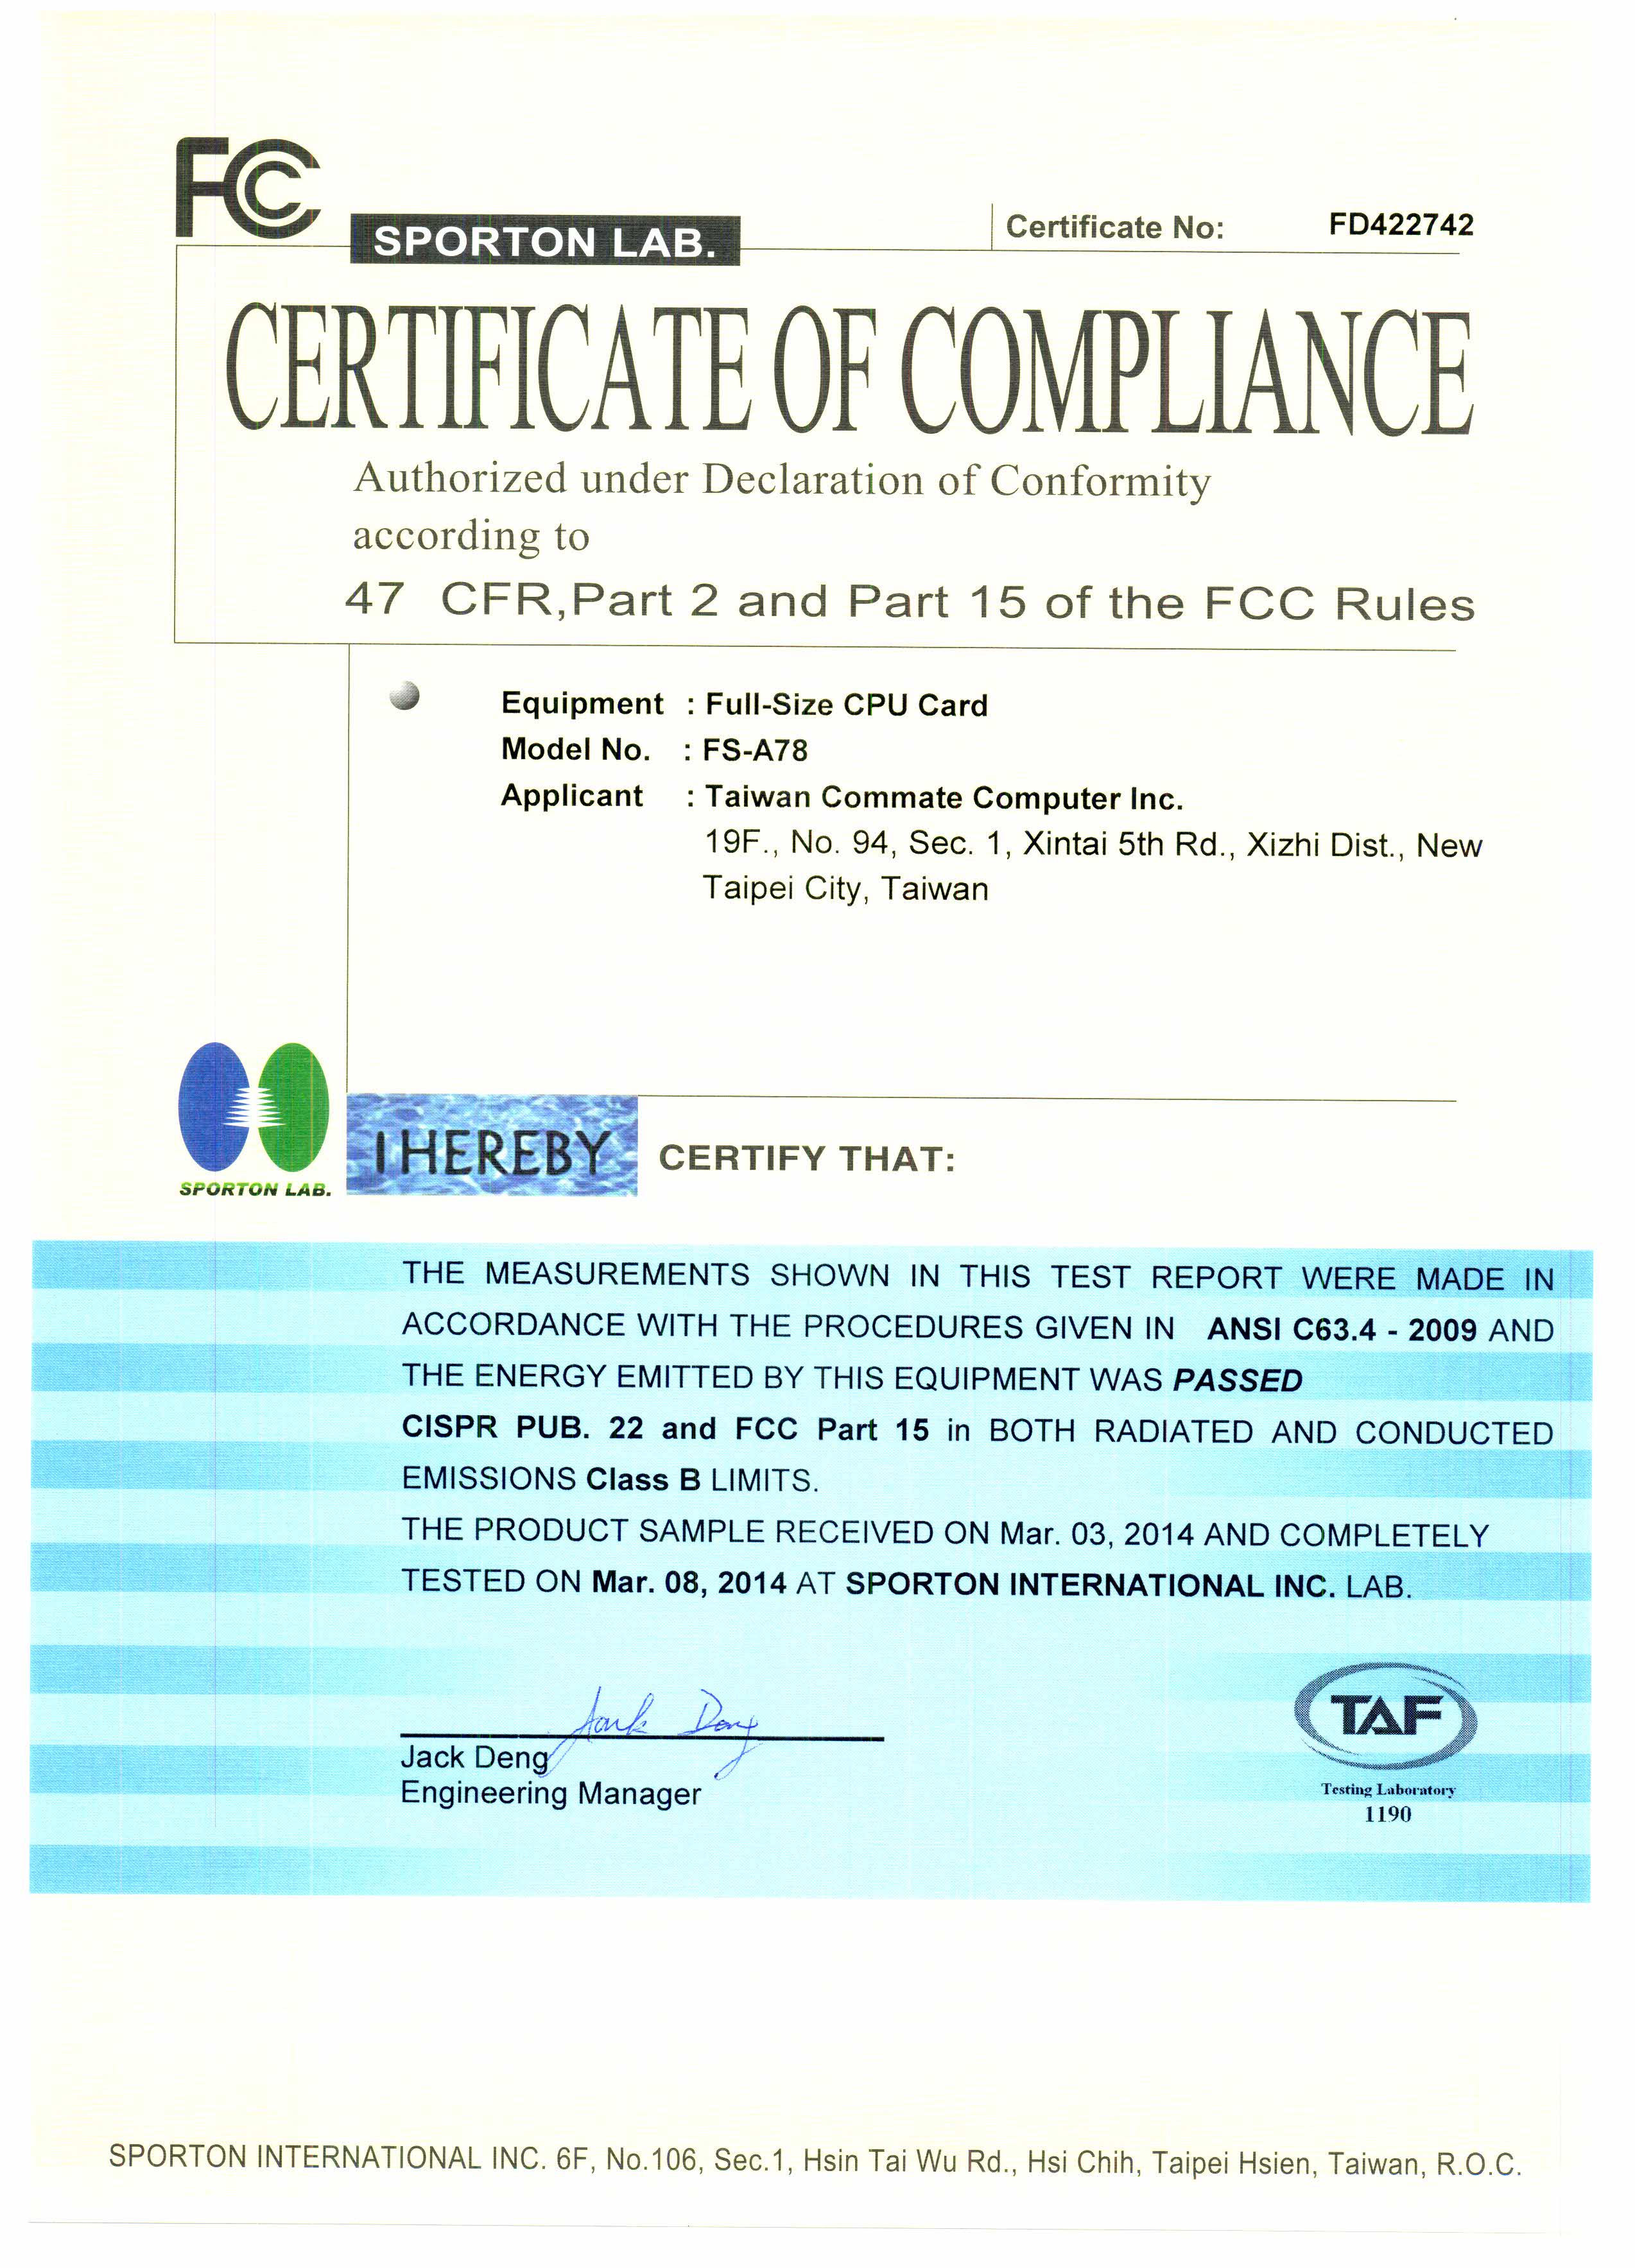 FCC
SPORTON LAB.
Certificate No: FD422742
CERTIFICATE OF COMPLIANCE
Authorized under Declaration of Conformity
according to
47 CFR,Part 2 and Part 15 of the FCC Rules
Equipment : Full-Size CPU Card
Model No. : FS-A78
Applicant : Taiwan Commate Computer Inc.
19F., No. 94, Sec. 1, Xintai 5th Rd., Xizhi Dist., New
Taipei City, Taiwan
SPORTON LAB.
I HEREBY CERTIFY THAT:
THE MEASUREMENTS SHOWN IN THIS TEST REPORT WERE MADE IN
ACCORDANCE WITH THE PROCEDURES GIVEN IN ANSI C63.4 - 2009 AND
THE ENERGY EMITTED BY THIS EQUIPMENT WAS PASSED
CISPR PUB. 22 and FCC Part 15 in BOTH RADIATED AND CONDUCTED
EMISSIONS Class B LIMITS.
THE PRODUCT SAMPLE RECEIVED ON Mar. 03, 2014 AND COMPLETELY
TESTED ON Mar. 08, 2014 AT SPORTON INTERNATIONAL INC. LAB.
Jack Deng
Jack Deng
Engineering Manager
TAF
Testing Laboratory
1190
SPORTON INTERNATIONAL INC. 6F, No.106, Sec.1, Hsin Tai Wu Rd., Hsi Chih, Taipei Hsien, Taiwan, R.O.C.